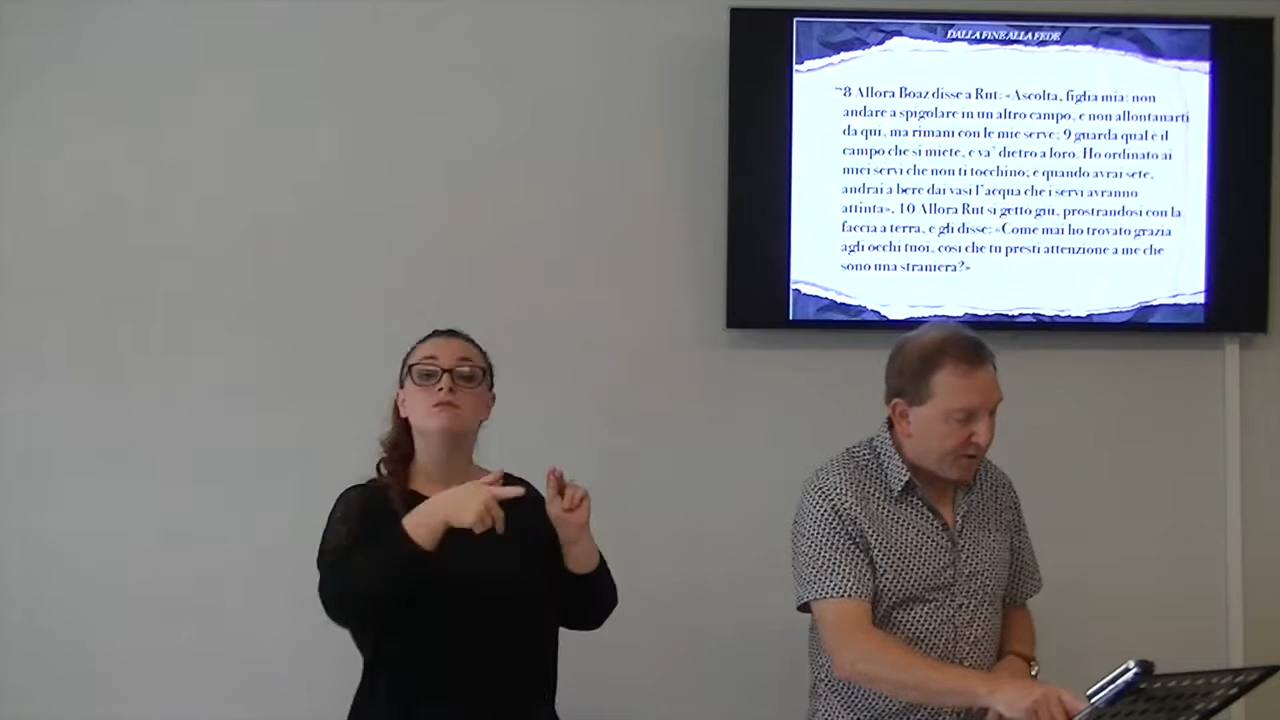 DALLA FINE ALLA FEDE
"8 Allora Boaz disse a Rut: «Ascolta, figlia mia: non
andare a spigolare in un altro campo, e non allontanarti
da qui, ma rimani con le mie serve; 9 guarda qual è il
campo che si miete, e va' dietro a loro. Ho ordinato ai
miei servi che non ti tocchino; e quando avrai sete,
andrai a bere dai vasi l'acqua che i servi avranno
attinta». 10 Allora Rut si gettò giù, prostrandosi con la
faccia a terra, e gli disse: «Come mai ho trovato grazia
agli occhi tuoi, così che tu presti attenzione a me che
sono una straniera?»